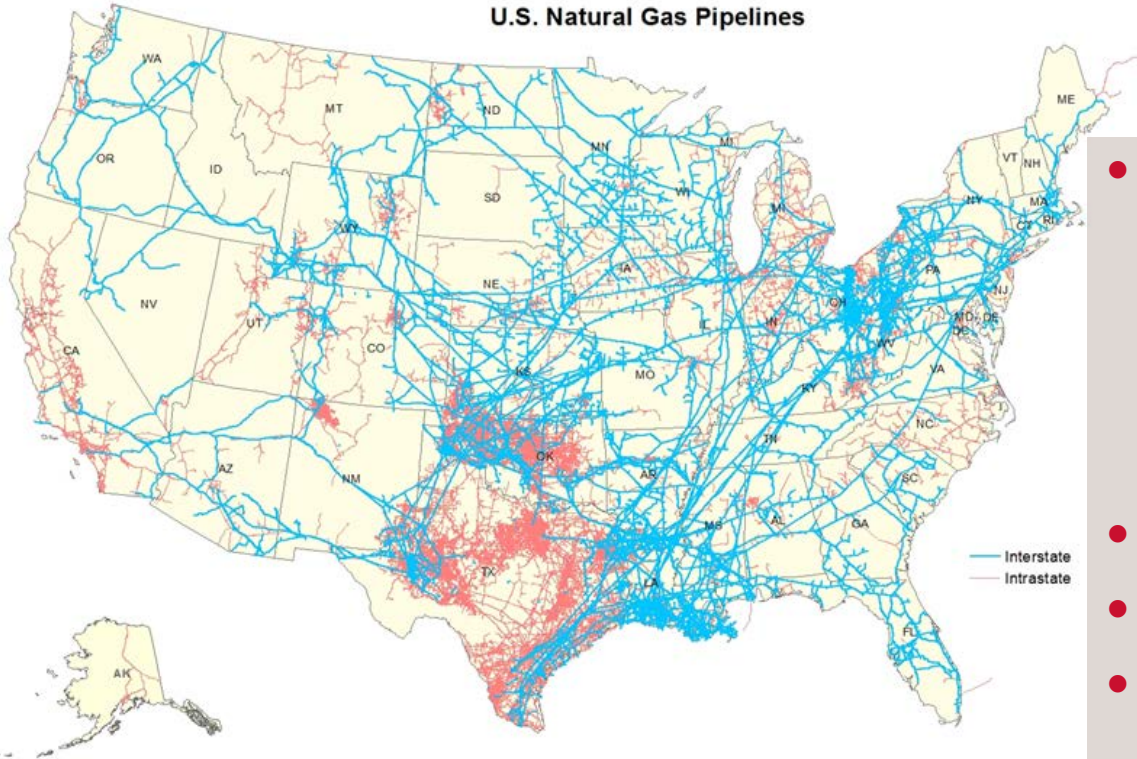 U.S. Natural Gas Pipelines
WA
MT
ND
MN
ME
OR
ID
SD
WI
MI
MI
VT
NH
NY
MA
CT
RI
WY
NE
IA
PA
NJ
NV
UT
CO
IL
IN
OH
MD
DE
DC
WV
CA
KS
MO
KY
VA
AZ
NM
OK
AR
TN
NC
SC
TX
LA
MS
AL
GA
FL
Interstate
Intrastate
AK